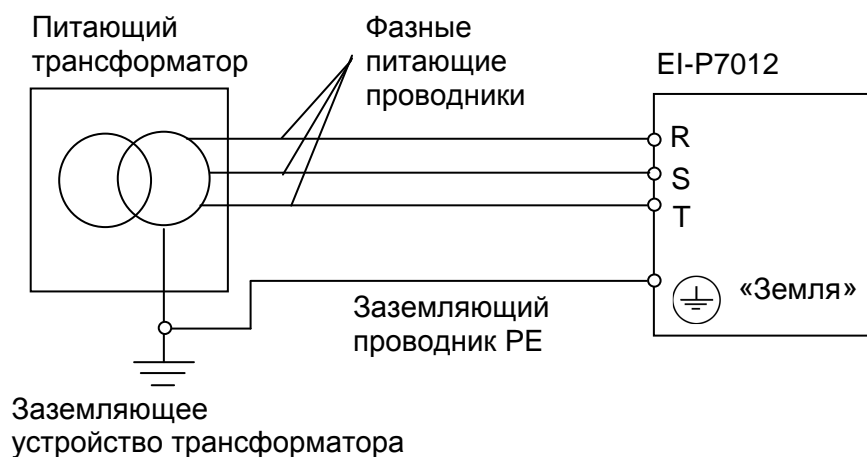 Питающий
трансформатор
Фазные
питающие
проводники
EI-P7012
R
S
T
«Земля»
Заземляющий
проводник PE
Заземляющее
устройство трансформатора